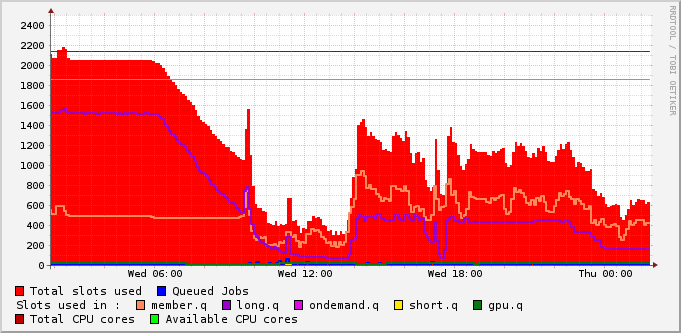 2400
2200
2000
1800
1600
1400
1200
1000
800
600
400
200
0
Wed 06:00 Wed 12:00 Wed 18:00 Thu 00:00
RRDTOOL / TOBI OETIKER
Total slots used Queued Jobs
Slots used in : member.q long.q ondemand.q short.q gpu.q
Total CPU cores Available CPU cores